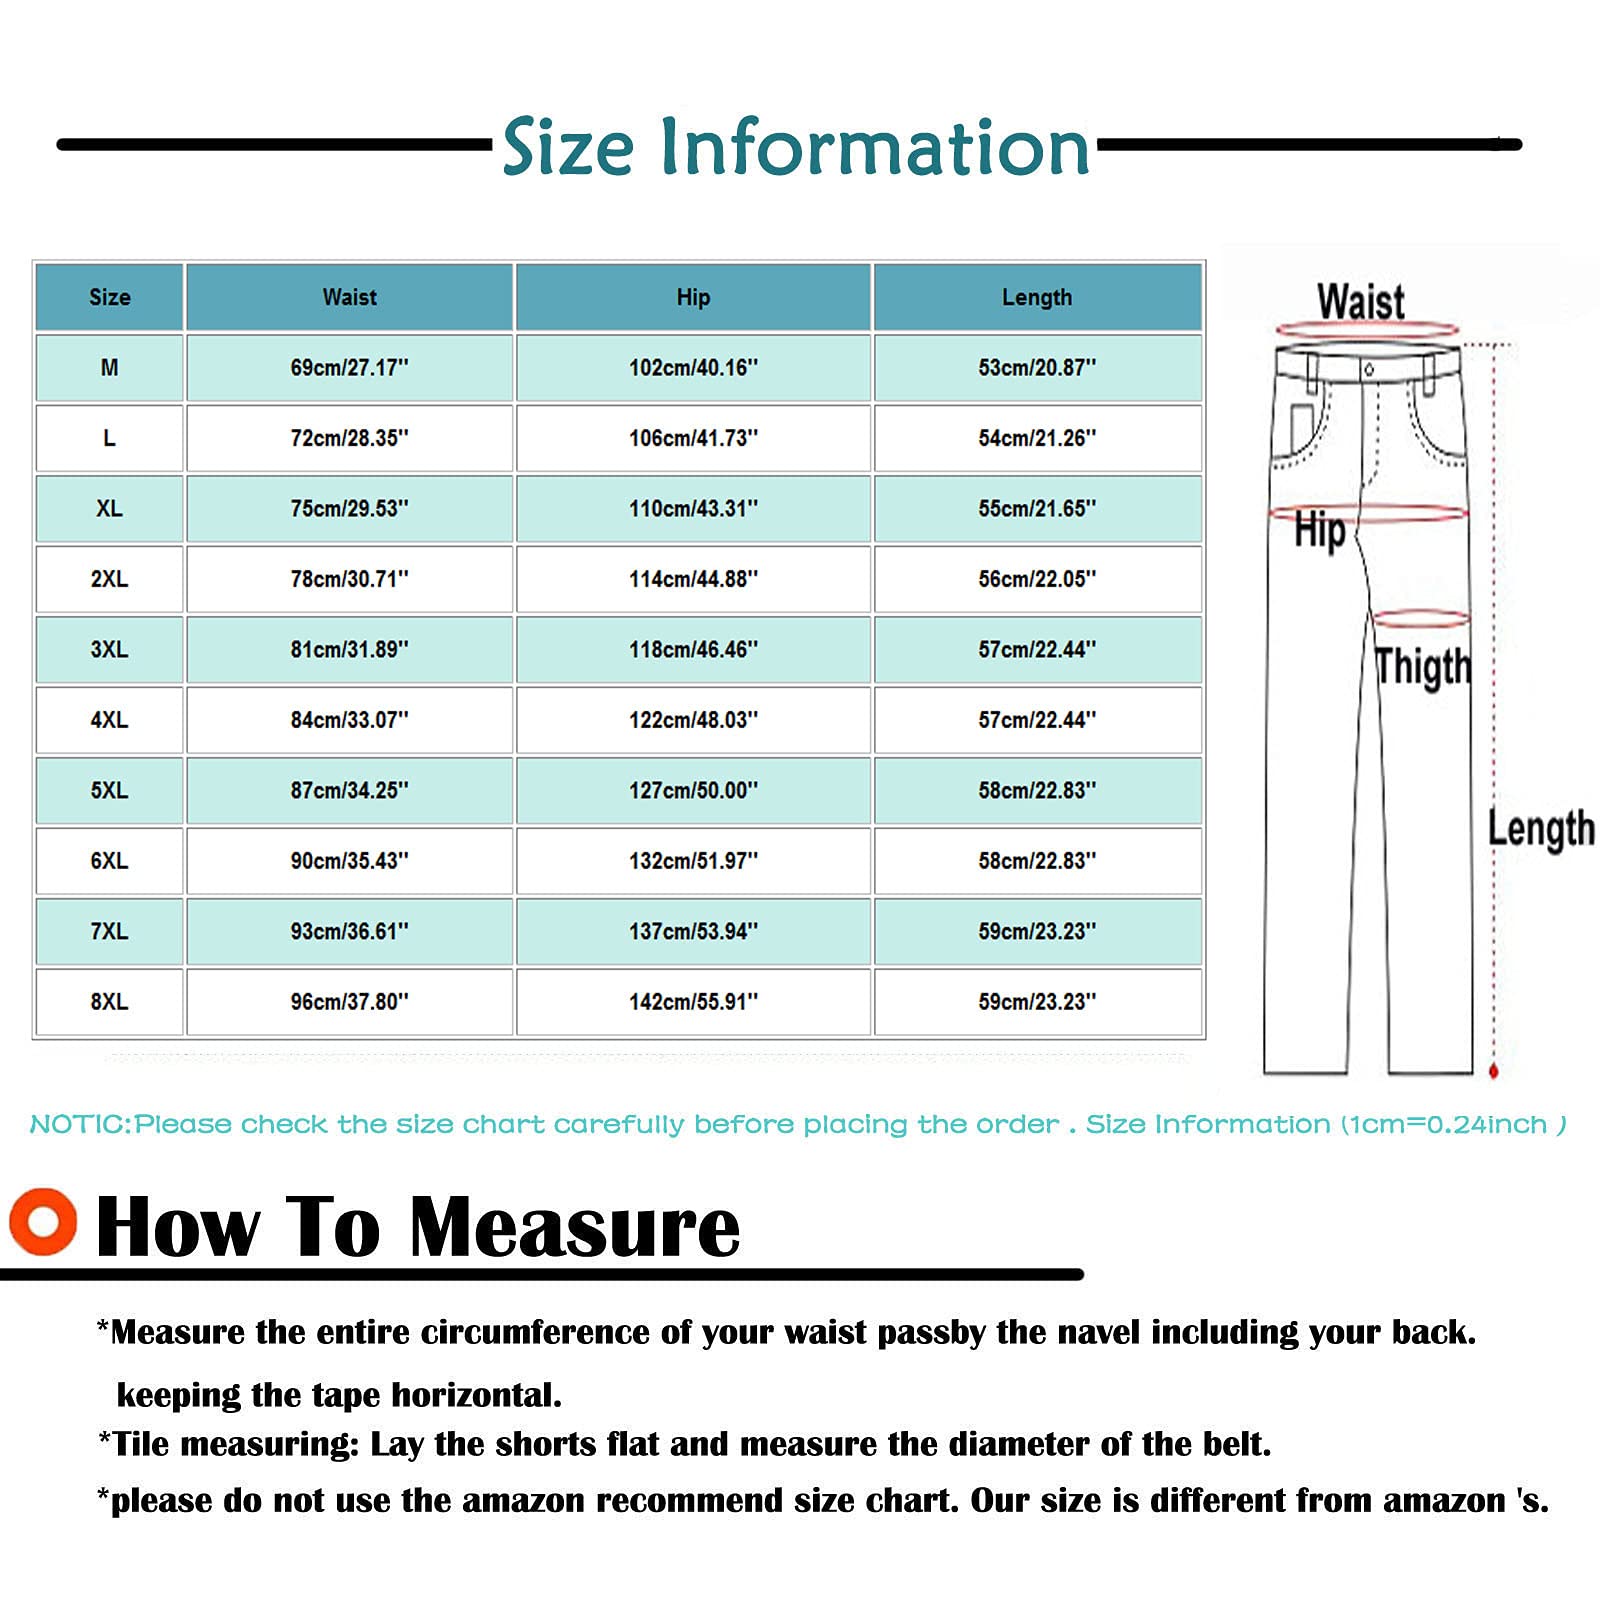 Size Information
Size Waist Hip Length
M 69cm/27.17" 102cm/40.16" 53cm/20.87"
L 72cm/28.35" 106cm/41.73" 54cm/21.26"
XL 75cm/29.53" 110cm/43.31" 55cm/21.65"
2XL 78cm/30.71" 114cm/44.88" 56cm/22.05"
3XL 81cm/31.89" 118cm/46.46" 57cm/22.44"
4XL 84cm/33.07" 122cm/48.03" 57cm/22.44"
5XL 87cm/34.25" 127cm/50.00" 58cm/22.83"
6XL 90cm/35.43" 132cm/51.97" 58cm/22.83"
7XL 93cm/36.61" 137cm/53.94" 59cm/23.23"
8XL 96cm/37.80" 142cm/55.91" 59cm/23.23"
Waist
Hip
Thigth
Length
NOTIC:Please check the size chart carefully before placing the order . Size Information (1cm=0.24inch )
How To Measure
*Measure the entire circumference of your waist passby the navel including your back.
keeping the tape horizontal.
*Tile measuring: Lay the shorts flat and measure the diameter of the belt.
*please do not use the amazon recommend size chart. Our size is different from amazon 's.